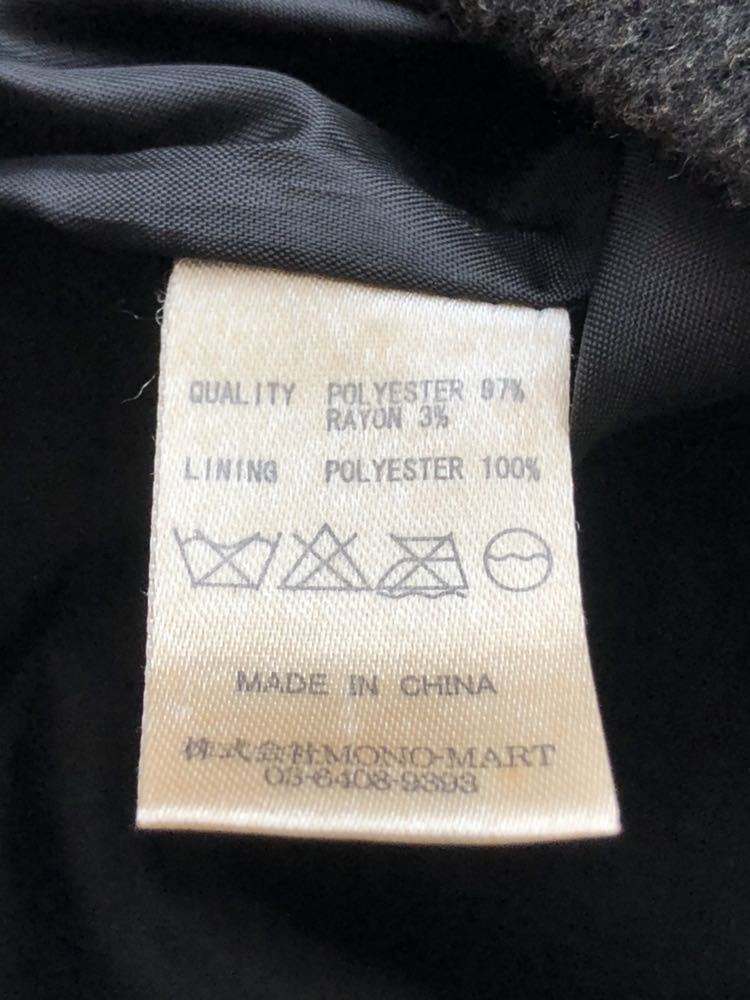 QUALITY POLYESTER 97%
RAYON 3%
LINING POLYESTER 100%
MADE IN CHINA
株式会社MONO-MART
03-6408-9393